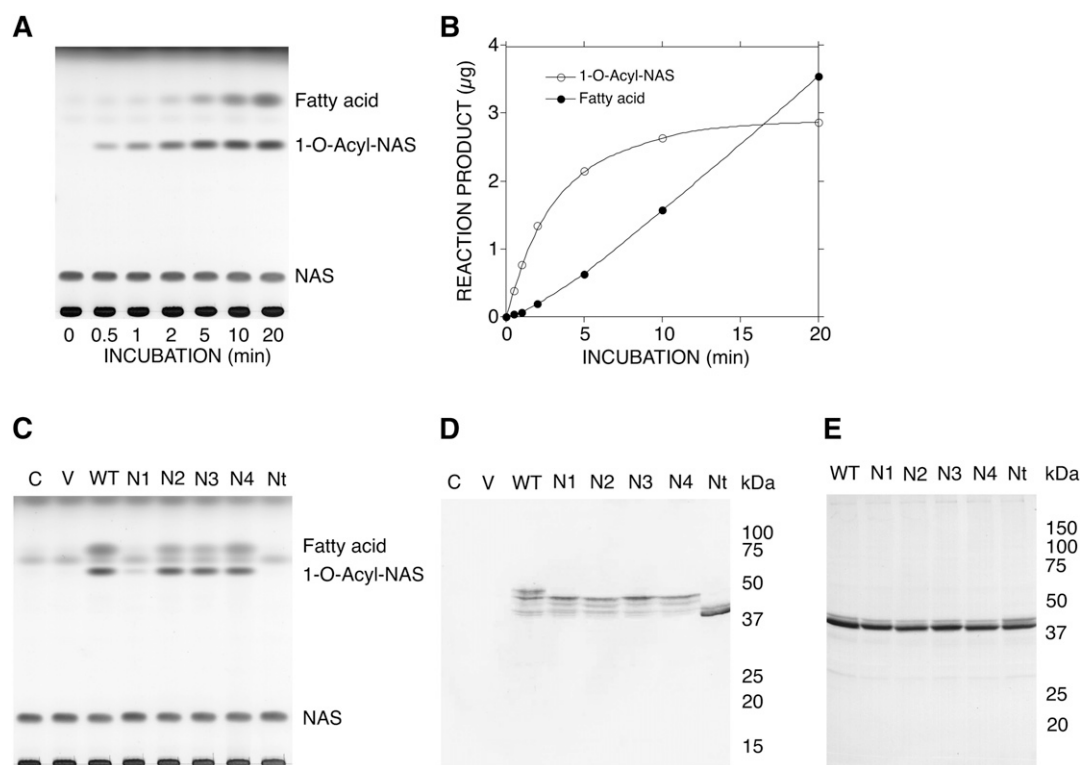 A
Fatty acid
1-O-Acyl-NAS
NAS
0 0.5 1 2 5 10 20
INCUBATION (min)
B
4
3
2
1
0
REACTION PRODUCT (µg)
1-O-Acyl-NAS
Fatty acid
0 5 10 15 20
INCUBATION (min)
C
C V WT N1 N2 N3 N4 Nt
Fatty acid
1-O-Acyl-NAS
NAS
D
C V WT N1 N2 N3 N4 Nt kDa
100
75
50
37
25
20
15
E
WT N1 N2 N3 N4 Nt kDa
150
100
75
50
37
25
20